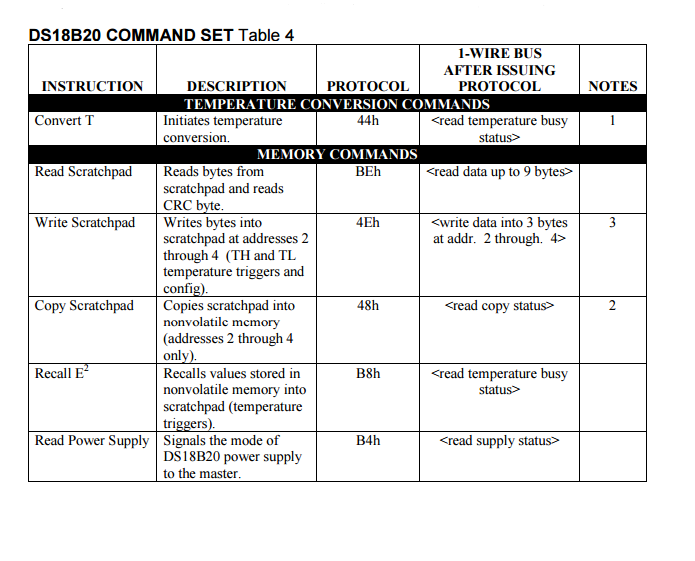 DS18B20 COMMAND SET Table 4
INSTRUCTION DESCRIPTION PROTOCOL 1-WIRE BUS AFTER ISSUING PROTOCOL NOTES
TEMPERATURE CONVERSION COMMANDS
Convert T Initiates temperature conversion. 44h <read temperature busy status> 1
MEMORY COMMANDS
Read Scratchpad Reads bytes from scratchpad and reads CRC byte. BEh <read data up to 9 bytes>
Write Scratchpad Writes bytes into scratchpad at addresses 2 through 4 (TH and TL temperature triggers and config). 4Eh <write data into 3 bytes at addr. 2 through. 4> 3
Copy Scratchpad Copies scratchpad into nonvolatile memory (addresses 2 through 4 only). 48h <read copy status> 2
Recall E² Recalls values stored in nonvolatile memory into scratchpad (temperature triggers). B8h <read temperature busy status>
Read Power Supply Signals the mode of DS18B20 power supply to the master. B4h <read supply status>